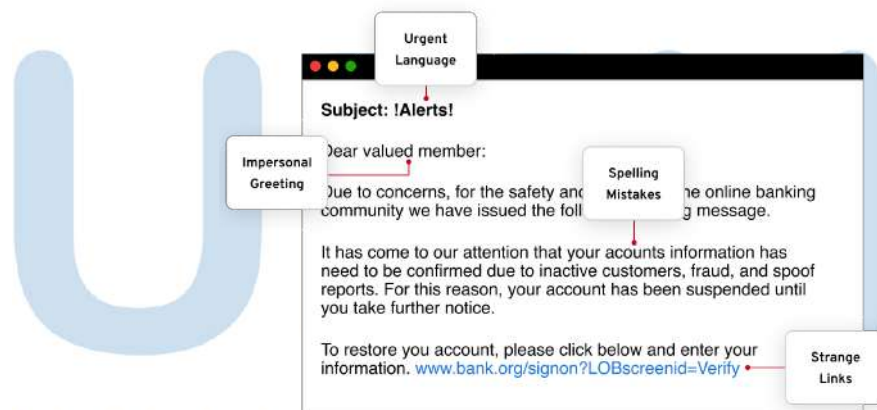 Urgent
Language
Subject: !Alerts!
Impersonal
Greeting
Dear valued member:
Spelling
Mistakes
Due to concerns, for the safety and online banking
community we have issued the message.
It has come to our attention that your acounts information has
need to be confirmed due to inactive customers, fraud, and spoof
reports. For this reason, your account has been suspended until
you take further notice.
To restore you account, please click below and enter your
information. www.bank.org/signon?LOBscreenid=Verify
Strange
Links